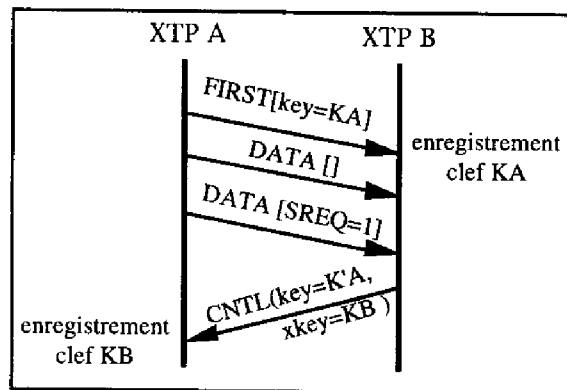 XTP A
XTP B
FIRST[key=KA]
enregistrement
clef KA
DATA []
DATA [SREQ=1]
CNTL(key=K'A,
xkey=KB )
enregistrement
clef KB